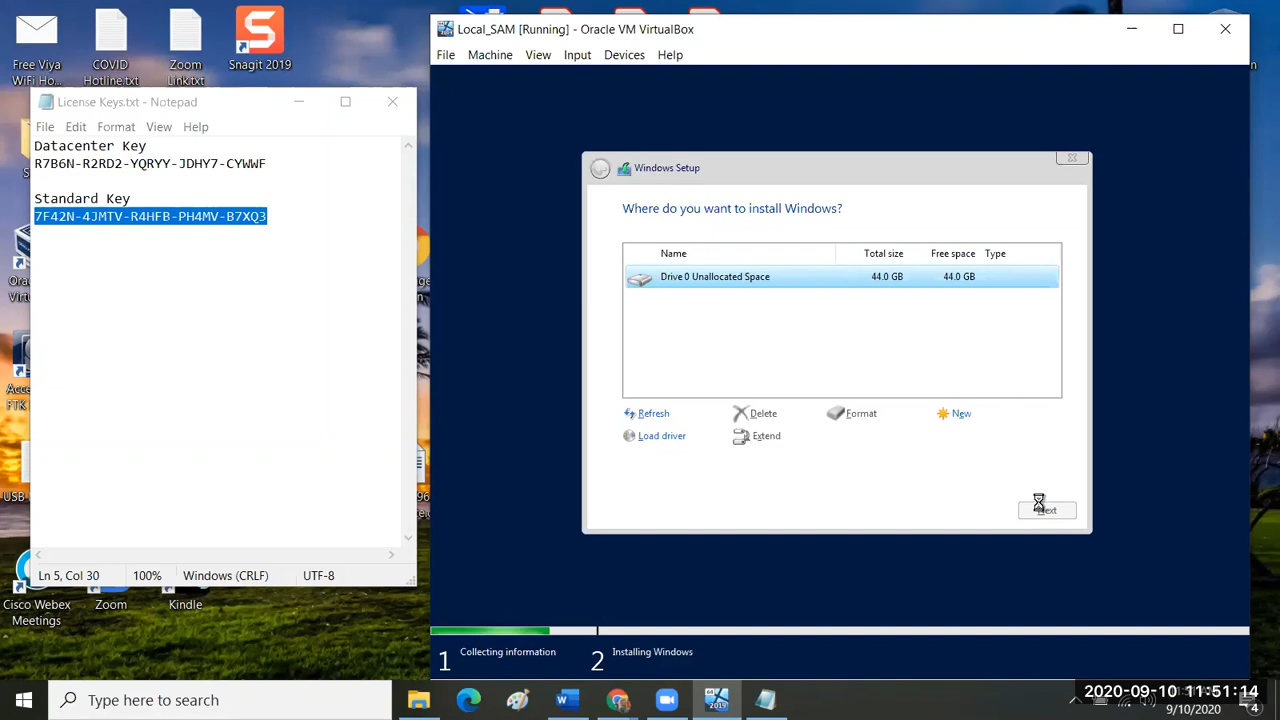 Free Viya
WiFi Ho...
COVID
Hotline.txt
Zoom
Link.txt
Snagit 2019
License Keys.txt - Notepad
File Edit Format View Help
Datacenter Key
R7B6N-R2RD2-YQRYY-JDHY7-CYWWF
Standard Key
7F42N-4JMTV-R4HFB-PH4MV-B7XQ3
Ln 5, Col 30 100% Windows (CRLF) UTF-8
Cisco Webex
Meetings
Zoom
Kindle
Local_SAM [Running] - Oracle VM VirtualBox
File Machine View Input Devices Help
Windows Setup
Where do you want to install Windows?
Name Total size Free space Type
Drive 0 Unallocated Space 44.0 GB 44.0 GB
Refresh Delete Format New
Load driver Extend
1 Collecting information 2 Installing Windows
Type here to search
2019
2020-09-10 11:51:14
9/10/2020
4